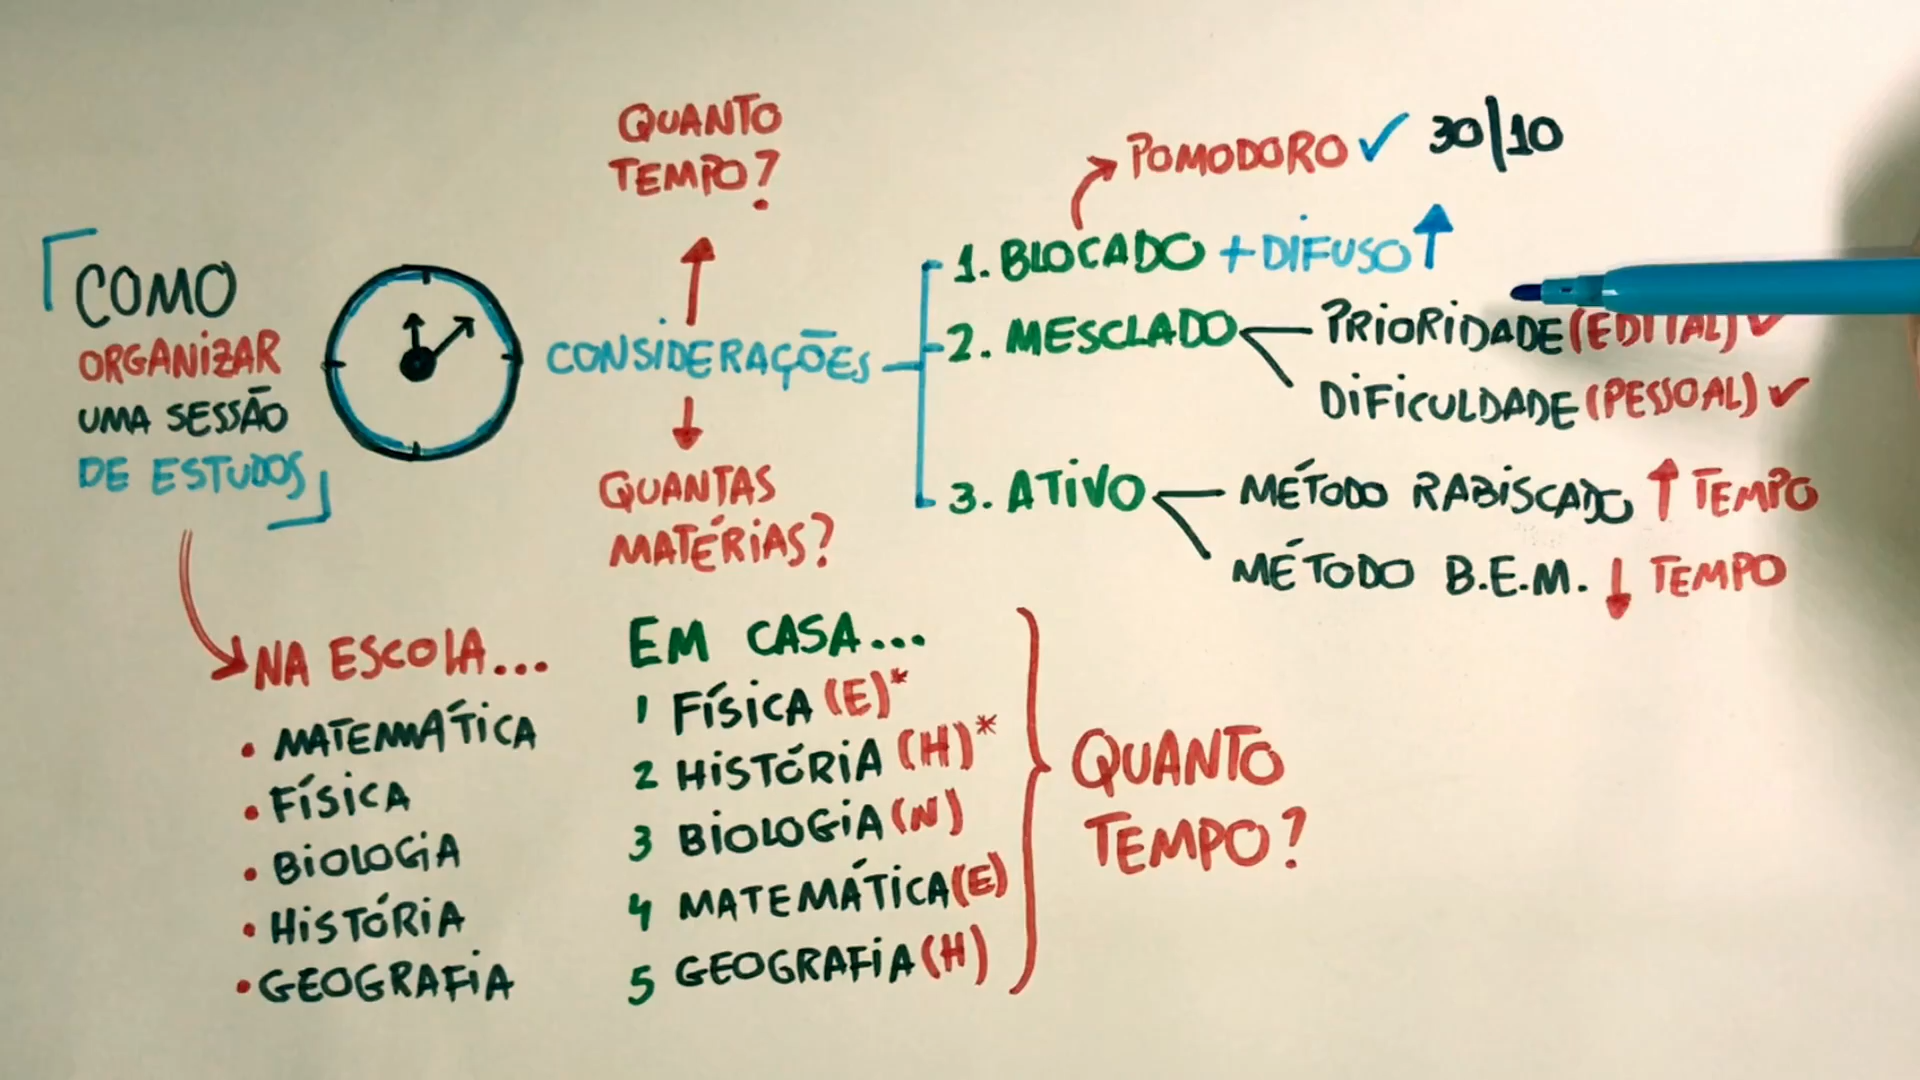 COMO
ORGANIZAR
UMA SESSÃO
DE ESTUDOS
QUANTO
TEMPO?
CONSIDERAÇÕES
QUANTAS
MATÉRIAS?
POMODORO ✓ 30/10
1. BLOCADO + DIFUSO ↑
2. MESCLADO
PRIORIDADE (EDITAL) ✓
DIFICULDADE (PESSOAL) ✓
3. ATIVO
MÉTODO RABISCADO ↑ TEMPO
MÉTODO B.E.M. ↓ TEMPO
NA ESCOLA...
• MATEMÁTICA
• FÍSICA
• BIOLOGIA
• HISTÓRIA
• GEOGRAFIA
EM CASA...
1 FÍSICA (E)*
2 HISTÓRIA (H)*
3 BIOLOGIA (N)
4 MATEMÁTICA (E)
5 GEOGRAFIA (H)
QUANTO
TEMPO?